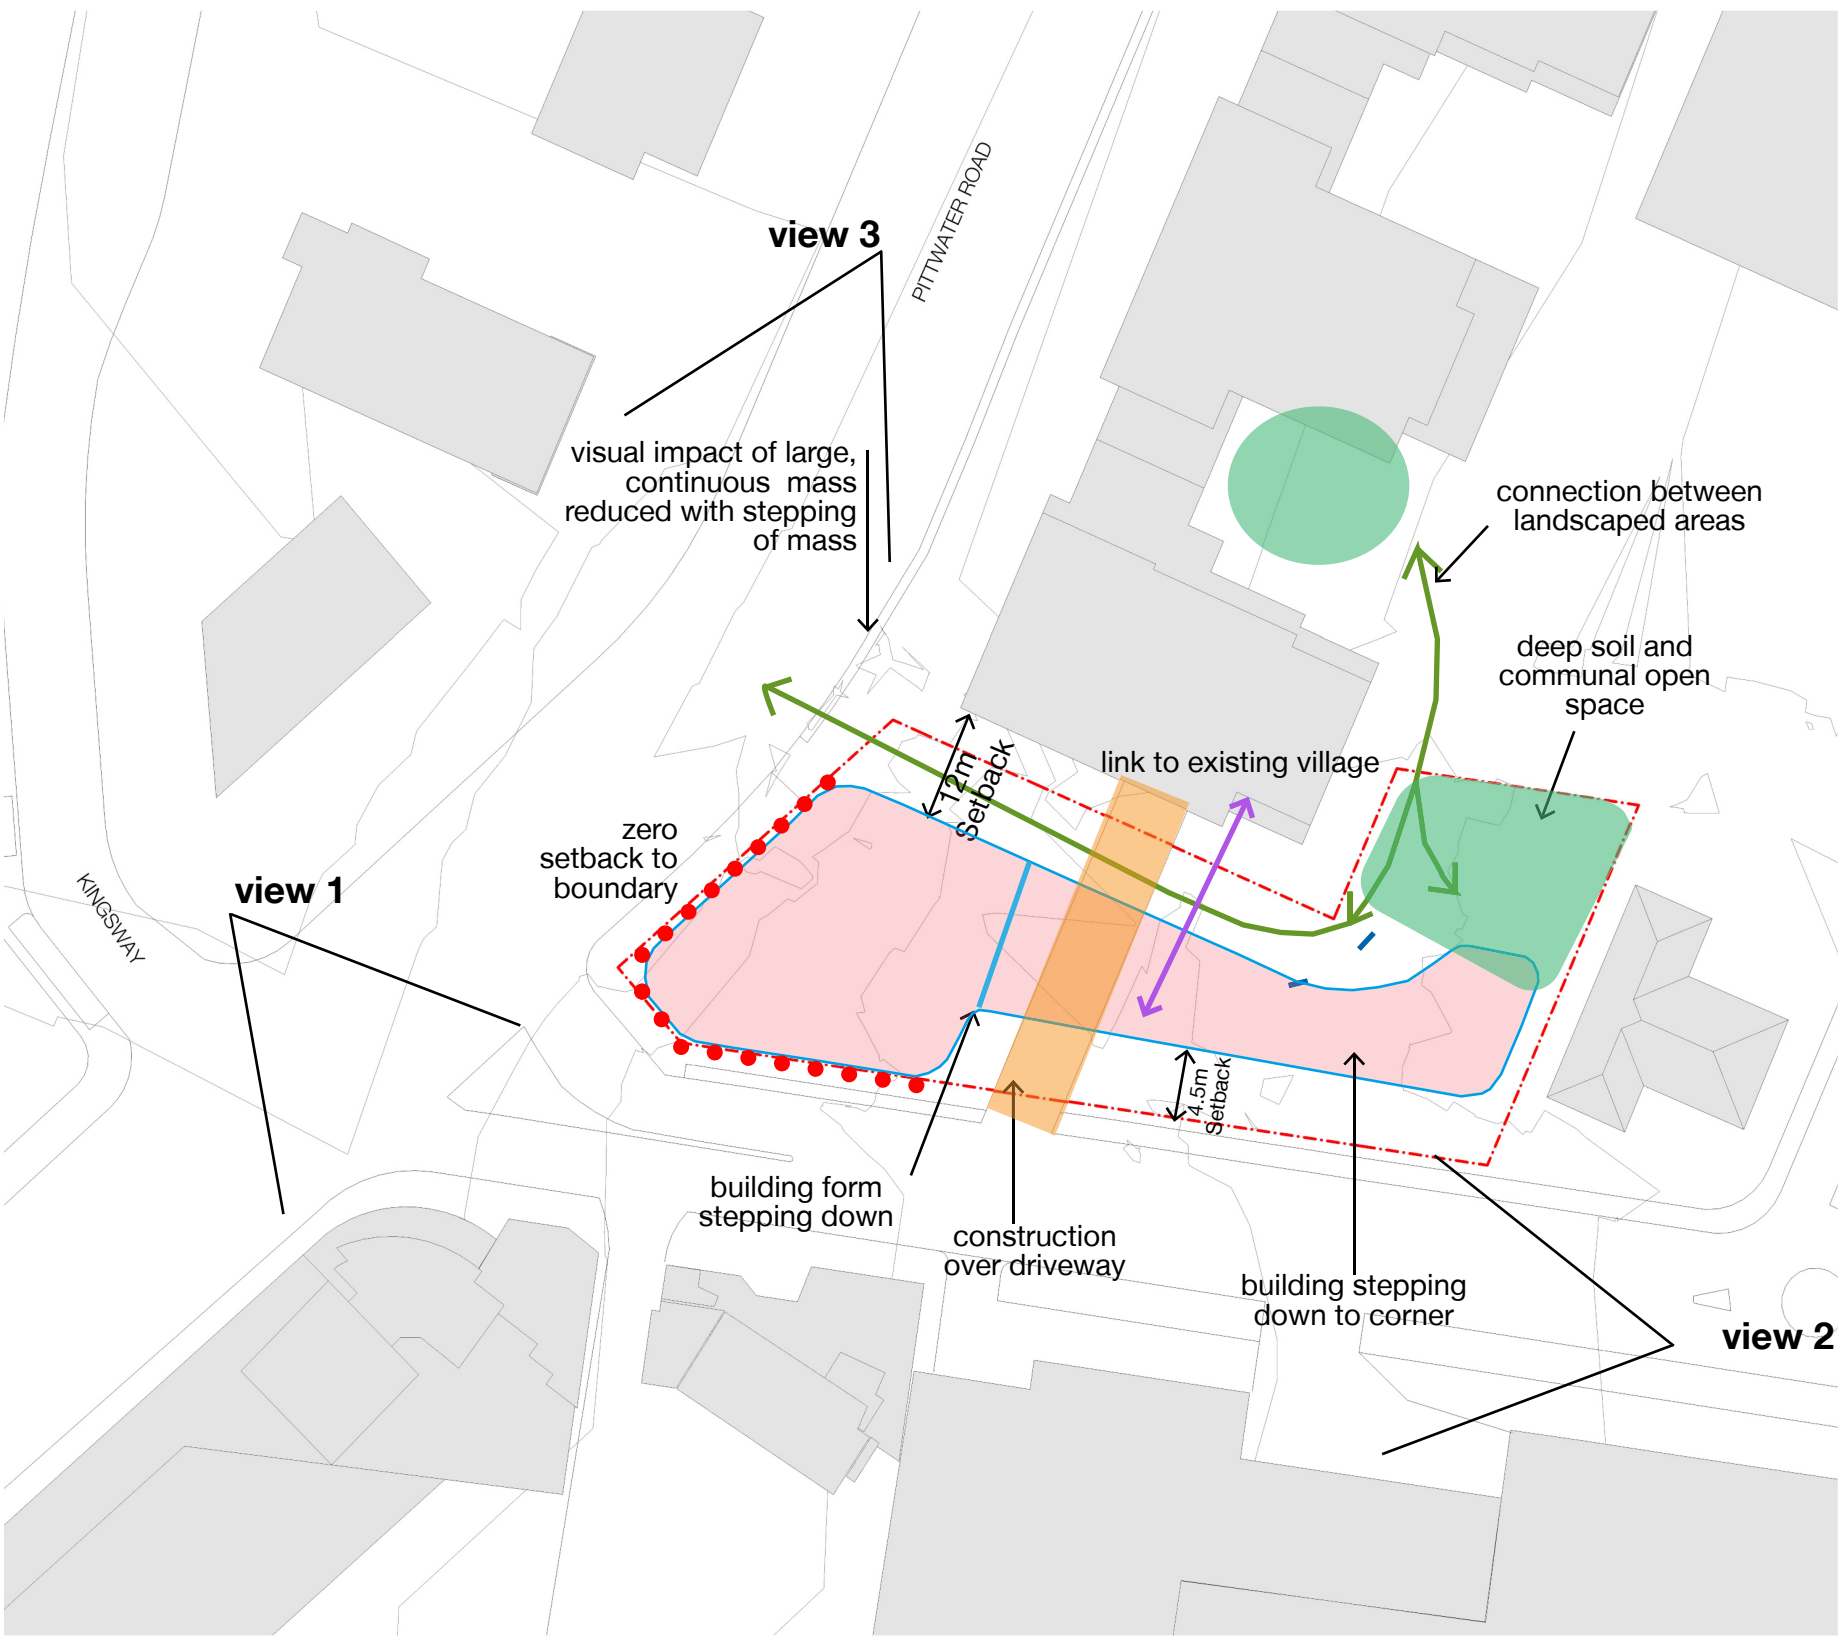 PITTWATER ROAD
view 3
visual impact of large,
continuous mass
reduced with stepping
of mass
connection between
landscaped areas
deep soil and
communal open
space
12m
Setback
link to existing village
zero
setback to
boundary
view 1
KINGSWAY
4.5m
Setback
building form
stepping down
construction
over driveway
building stepping
down to corner
view 2